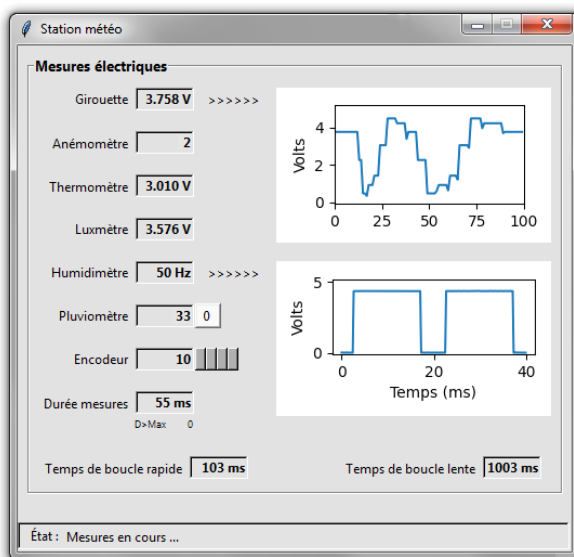 Station météo
Mesures électriques
Girouette 3.758 V >>>>>>
Anémomètre 2
Thermomètre 3.010 V
Luxmètre 3.576 V
Humidimètre 50 Hz >>>>>>
Pluviomètre 33 0
Encodeur 10
Durée mesures 55 ms
D>Max 0
Volts
4
2
0
0 25 50 75 100
Volts
5
0
0 20 40
Temps (ms)
Temps de boucle rapide 103 ms
Temps de boucle lente 1003 ms
État : Mesures en cours ...